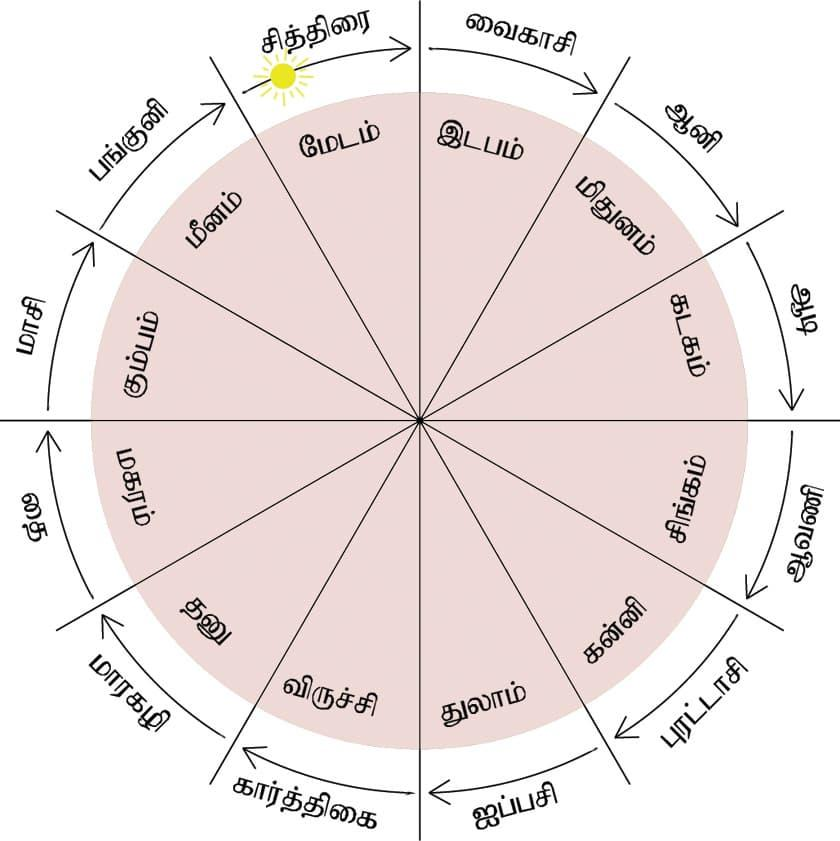 சித்திரை
வைகாசி
ஆனி
ஆடி
ஆவணி
புரட்டாசி
ஐப்பசி
கார்த்திகை
மார்கழி
தை
மாசி
பங்குனி
மேடம்
இடபம்
மிதுனம்
கடகம்
சிங்கம்
கன்னி
துலாம்
விருச்சி
தனு
மகரம்
கும்பம்
மீனம்